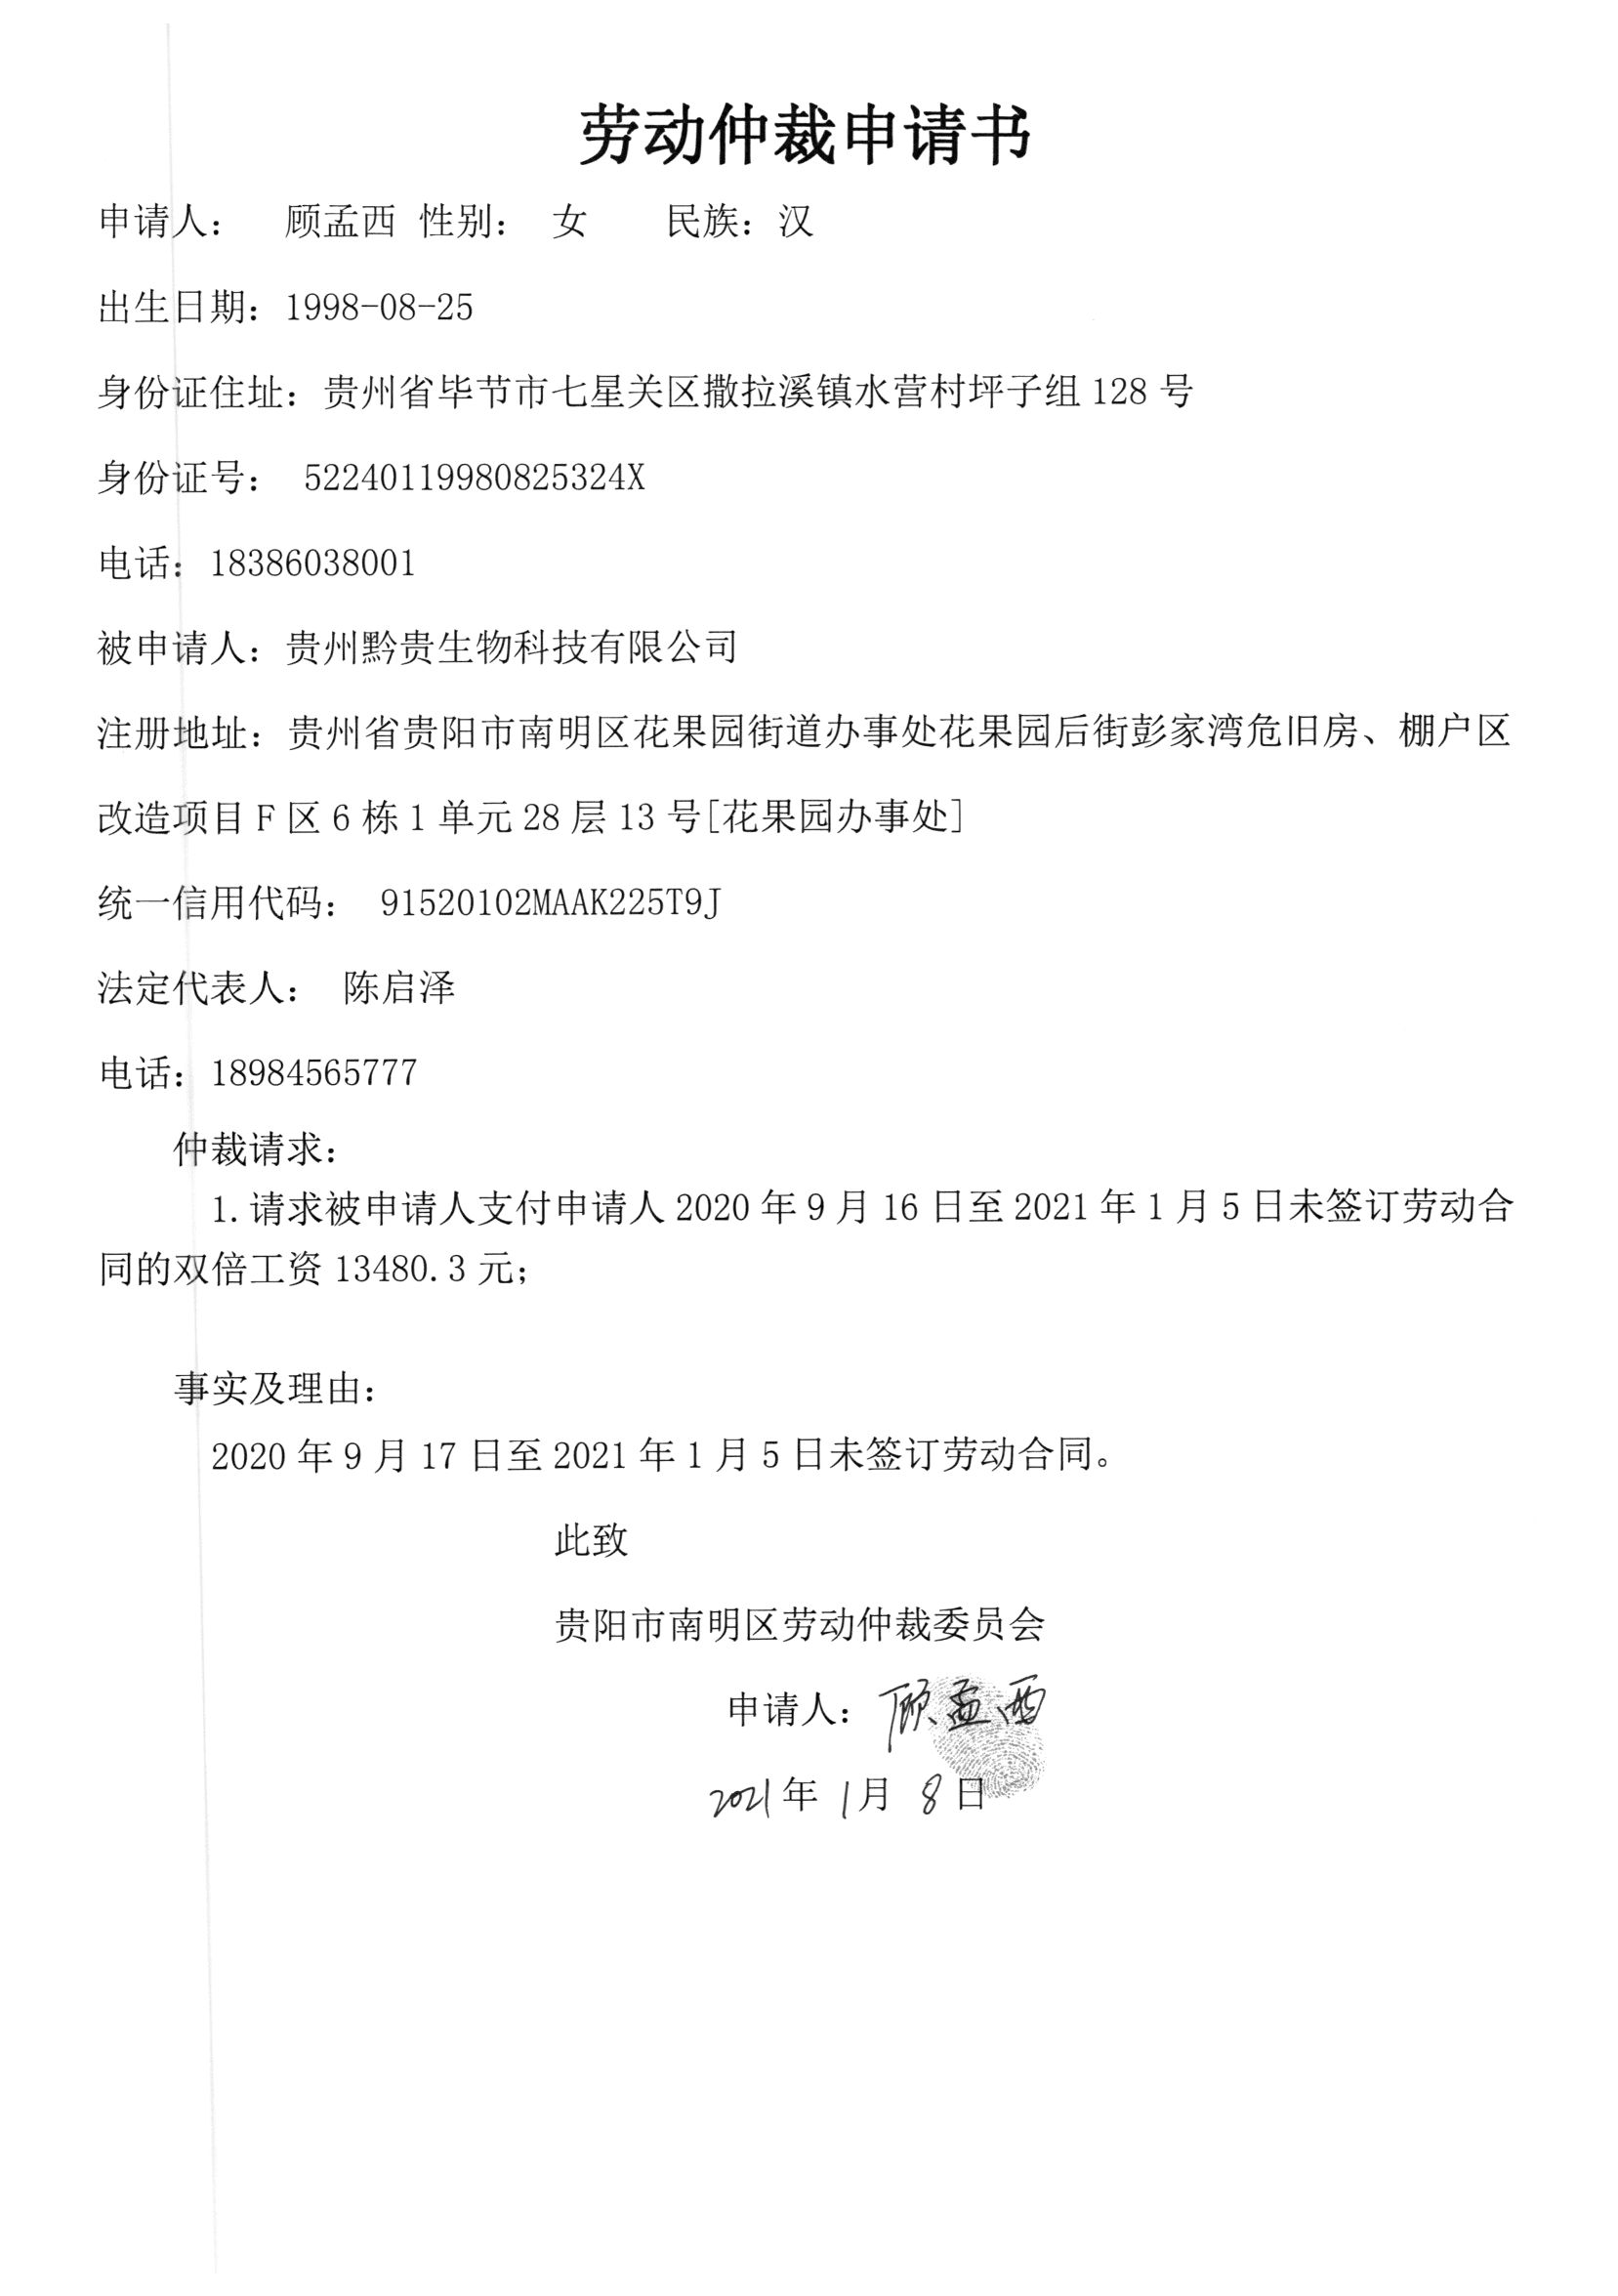 劳动仲裁申请书
申请人： 顾孟西 性别： 女 民族：汉
出生日期：1998-08-25
身份证住址：贵州省毕节市七星关区撒拉溪镇水营村坪子组 128 号
身份证号： 52240119980825324X
电话：18386038001
被申请人：贵州黔贵生物科技有限公司
注册地址：贵州省贵阳市南明区花果园街道办事处花果园后街彭家湾危旧房、棚户区
改造项目 F 区 6 栋 1 单元 28 层 13 号[花果园办事处]
统一信用代码： 91520102MAAK225T9J
法定代表人： 陈启泽
电话：18984565777
仲裁请求：
1.请求被申请人支付申请人 2020 年 9 月 16 日至 2021 年 1 月 5 日未签订劳动合
同的双倍工资 13480.3 元；
事实及理由：
2020 年 9 月 17 日至 2021 年 1 月 5 日未签订劳动合同。
此致
贵阳市南明区劳动仲裁委员会
申请人：顾孟西
2021 年 1 月 8 日